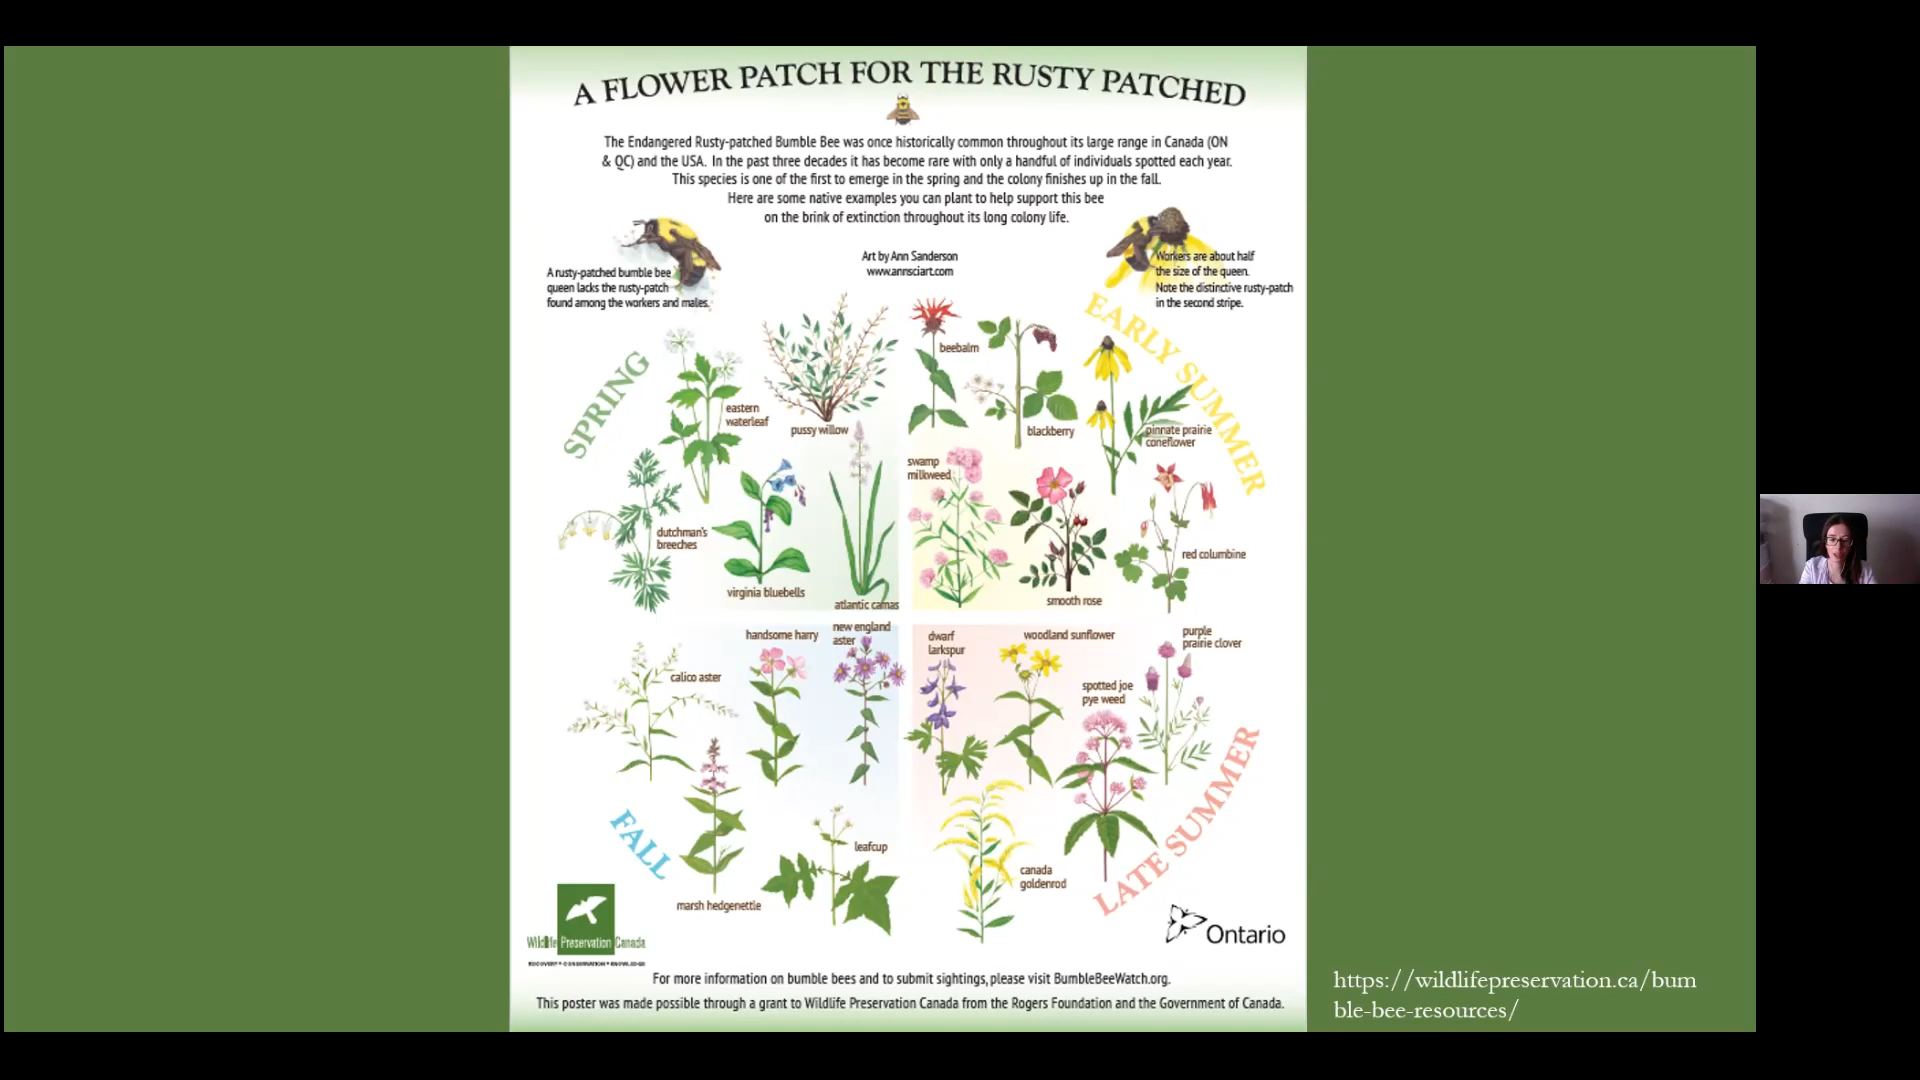 A FLOWER PATCH FOR THE RUSTY PATCHED
The Endangered Rusty-patched Bumble Bee was once historically common throughout its large range in Canada (ON
& QC) and the USA. In the past three decades it has become rare with only a handful of individuals spotted each year.
This species is one of the first to emerge in the spring and the colony finishes up in the fall.
Here are some native examples you can plant to help support this bee
on the brink of extinction throughout its long colony life.
A rusty-patched bumble bee
queen lacks the rusty-patch
found among the workers and males.
Art by Ann Sanderson
www.annsciart.com
Workers are about half
the size of the queen.
Note the distinctive rusty-patch
in the second stripe.
SPRING
eastern
waterleaf
pussy willow
dutchman's
breeches
virginia bluebells
atlantic camas
EARLY SUMMER
beebalm
blackberry
pinnate prairie
coneflower
swamp
milkweed
smooth rose
red columbine
FALL
calico aster
handsome harry
new england
aster
marsh hedgenettle
leafcup
LATE SUMMER
dwarf
larkspur
woodland sunflower
purple
prairie clover
spotted joe
pye weed
canada
goldenrod
Wildlife Preservation Canada
RECOVERY • CONSERVATION • KNOWLEDGE
Ontario
For more information on bumble bees and to submit sightings, please visit BumbleBeeWatch.org.
This poster was made possible through a grant to Wildlife Preservation Canada from the Rogers Foundation and the Government of Canada.
https://wildlifepreservation.ca/bum
ble-bee-resources/